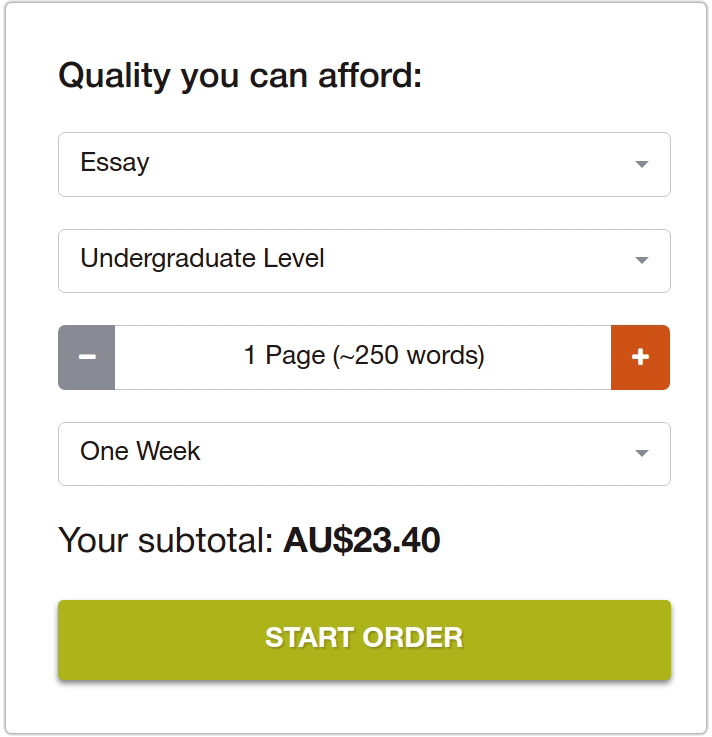 Quality you can afford:
Essay
Undergraduate Level
− 1 Page (~250 words) +
One Week
Your subtotal: AU$23.40
START ORDER